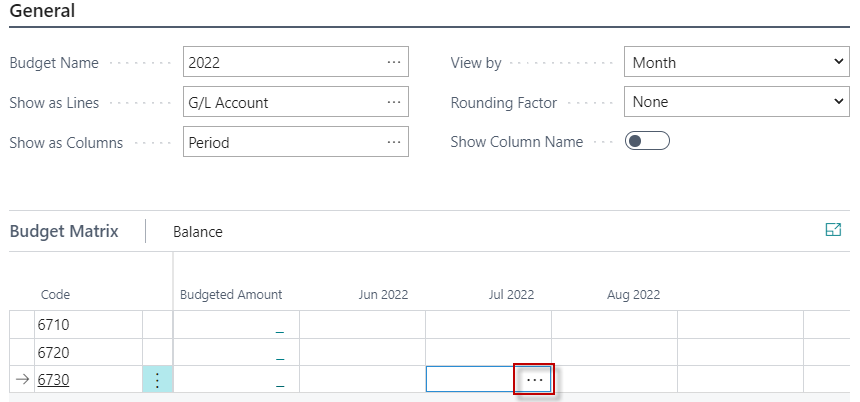 General
Budget Name 2022 ... View by Month
Show as Lines G/L Account ... Rounding Factor None
Show as Columns Period ... Show Column Name
Budget Matrix Balance
Code Budgeted Amount Jun 2022 Jul 2022 Aug 2022
6710 _
6720 _
6730 _ ...